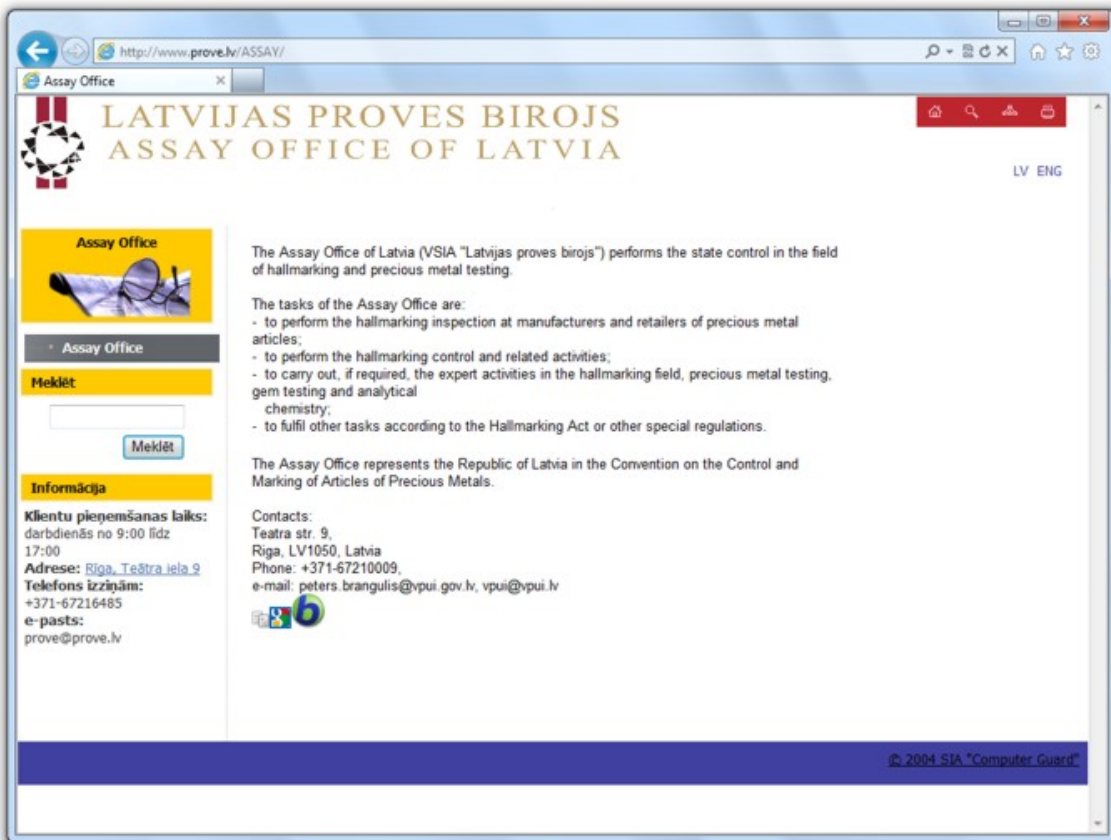 http://www.prove.lv/ASSAY/
Assay Office
LATVIJAS PROVES BIROJS
ASSAY OFFICE OF LATVIA
LV ENG
Assay Office
Assay Office
Meklēt
Meklēt
Informācija
Klientu pieņemšanas laiks:
darbdienās no 9:00 līdz
17:00
Adrese: Rīga, Teātra iela 9
Telefons izziņām:
+371-67216485
e-pasts:
prove@prove.lv
The Assay Office of Latvia (VSIA "Latvijas proves birojs") performs the state control in the field
of hallmarking and precious metal testing.
The tasks of the Assay Office are:
- to perform the hallmarking inspection at manufacturers and retailers of precious metal
articles;
- to perform the hallmarking control and related activities;
- to carry out, if required, the expert activities in the hallmarking field, precious metal testing,
gem testing and analytical
chemistry;
- to fulfil other tasks according to the Hallmarking Act or other special regulations.
The Assay Office represents the Republic of Latvia in the Convention on the Control and
Marking of Articles of Precious Metals.
Contacts:
Teatra str. 9,
Riga, LV1050, Latvia
Phone: +371-67210009,
e-mail: peters.brangulis@vpui.gov.lv, vpui@vpui.lv
b
© 2004 SIA "Computer Guard"